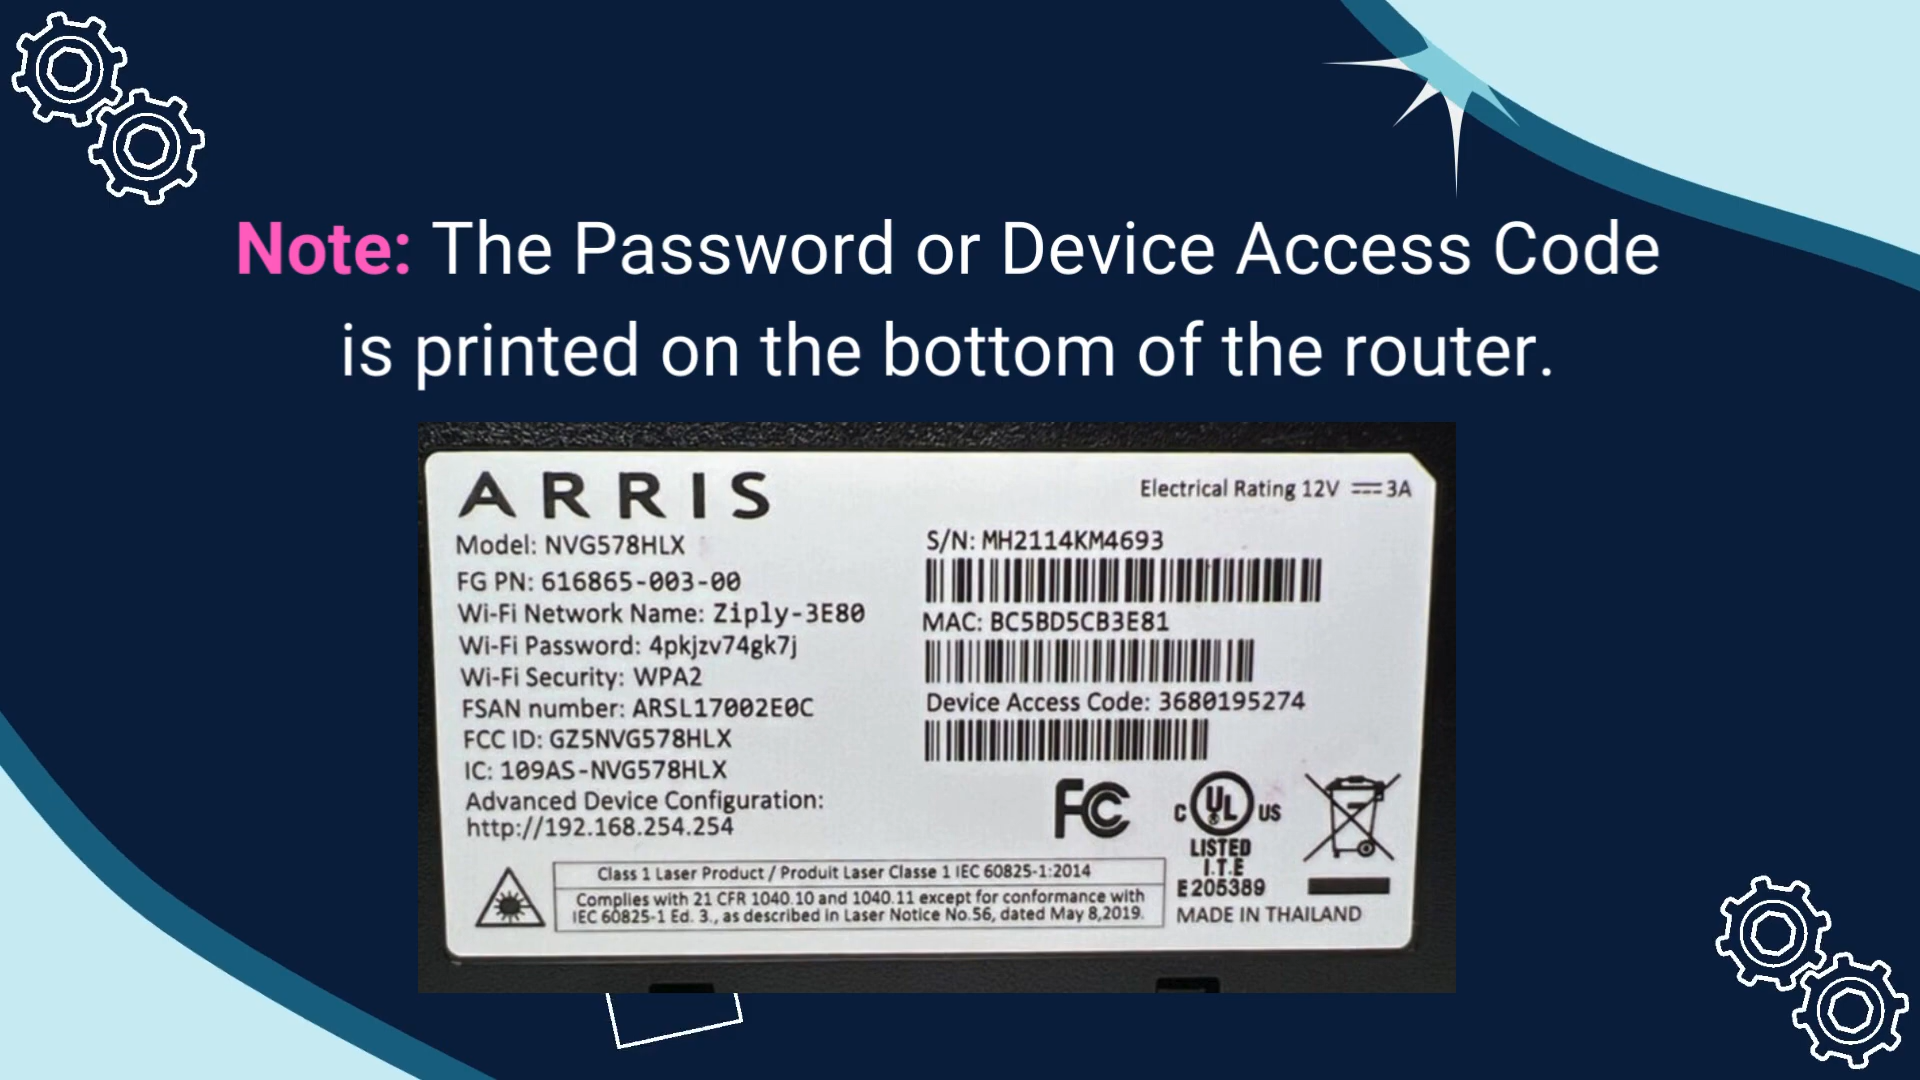 Note: The Password or Device Access Code
is printed on the bottom of the router.
ARRIS
Electrical Rating 12V ⎓ 3A
Model: NVG578HLX
FG PN: 616865-003-00
Wi-Fi Network Name: Ziply-3E80
Wi-Fi Password: 4pkjzv74gk7j
Wi-Fi Security: WPA2
FSAN number: ARSL17002E0C
FCC ID: GZ5NVG578HLX
IC: 109AS-NVG578HLX
Advanced Device Configuration:
http://192.168.254.254
S/N: MH2114KM4693
MAC: BC5BD5CB3E81
Device Access Code: 3680195274
FC
C UL US
®
LISTED
I.T.E
E205389
MADE IN THAILAND
Class 1 Laser Product / Produit Laser Classe 1 IEC 60825-1:2014
Complies with 21 CFR 1040.10 and 1040.11 except for conformance with
IEC 60825-1 Ed. 3., as described in Laser Notice No.56, dated May 8,2019.